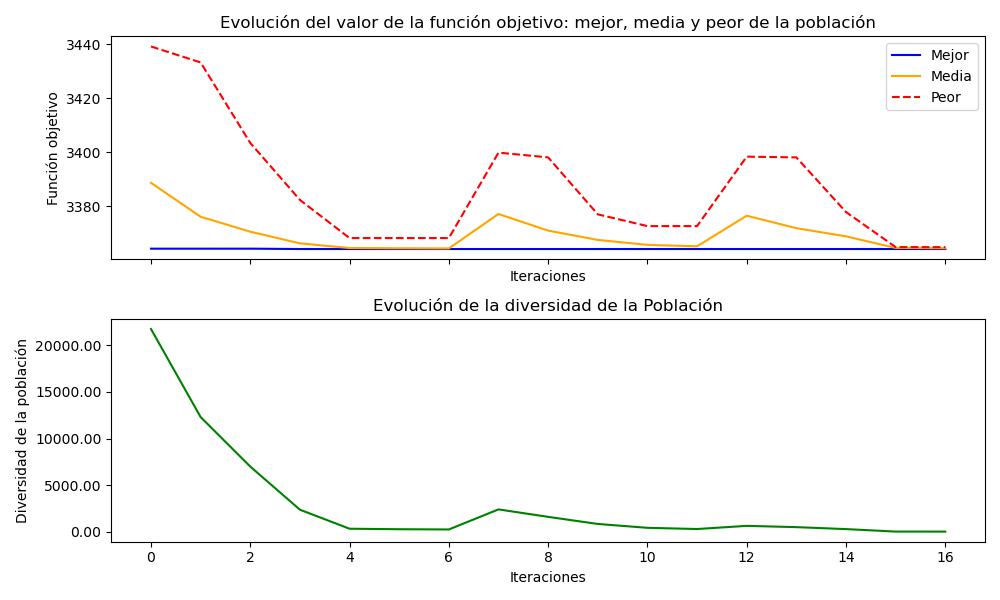 Evolución del valor de la función objetivo: mejor, media y peor de la población
3440
3420
3400
3380
Función objetivo
Mejor
Media
Peor
Iteraciones
Evolución de la diversidad de la Población
20000.00
15000.00
10000.00
5000.00
0.00
Diversidad de la población
0 2 4 6 8 10 12 14 16
Iteraciones